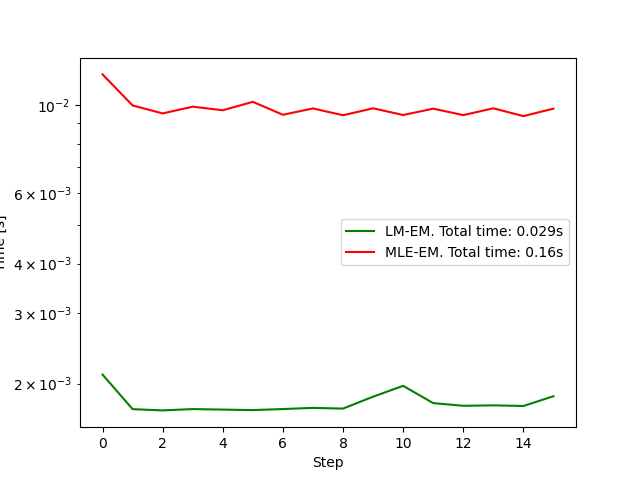 10⁻²
6 × 10⁻³
4 × 10⁻³
3 × 10⁻³
2 × 10⁻³
LM-EM. Total time: 0.029s
MLE-EM. Total time: 0.16s
0 2 4 6 8 10 12 14
Step